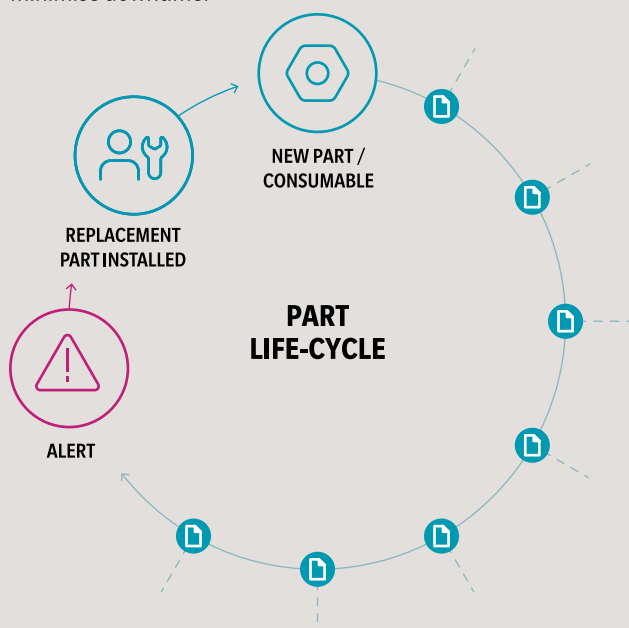 NEW PART /
CONSUMABLE
REPLACEMENT
PART INSTALLED
PART
LIFE-CYCLE
ALERT